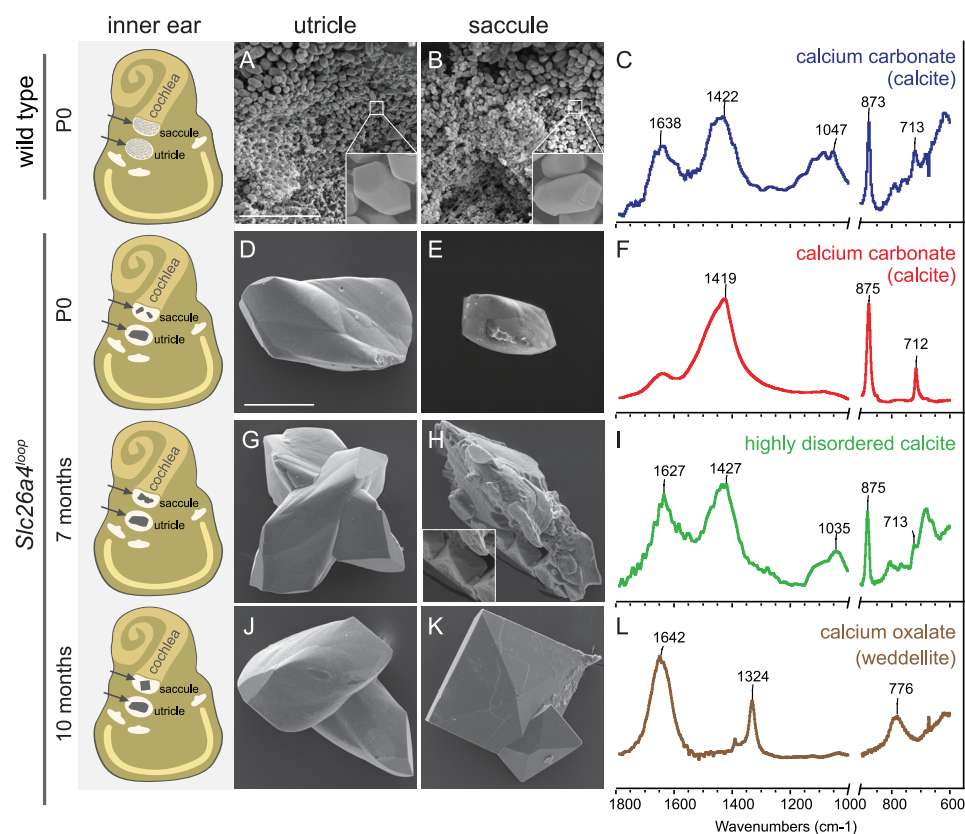 inner ear
utricle
saccule
wild type
P0
cochlea
saccule
utricle
A
B
C
calcium carbonate
(calcite)
1638
1422
1047
873
713
Slc26a4loop
P0
cochlea
saccule
utricle
D
E
F
calcium carbonate
(calcite)
1419
875
712
7 months
cochlea
saccule
utricle
G
H
I
highly disordered calcite
1627
1427
1035
875
713
10 months
cochlea
saccule
utricle
J
K
L
calcium oxalate
(weddellite)
1642
1324
776
1800 1600 1400 1200 1000 800 600
Wavenumbers (cm-1)